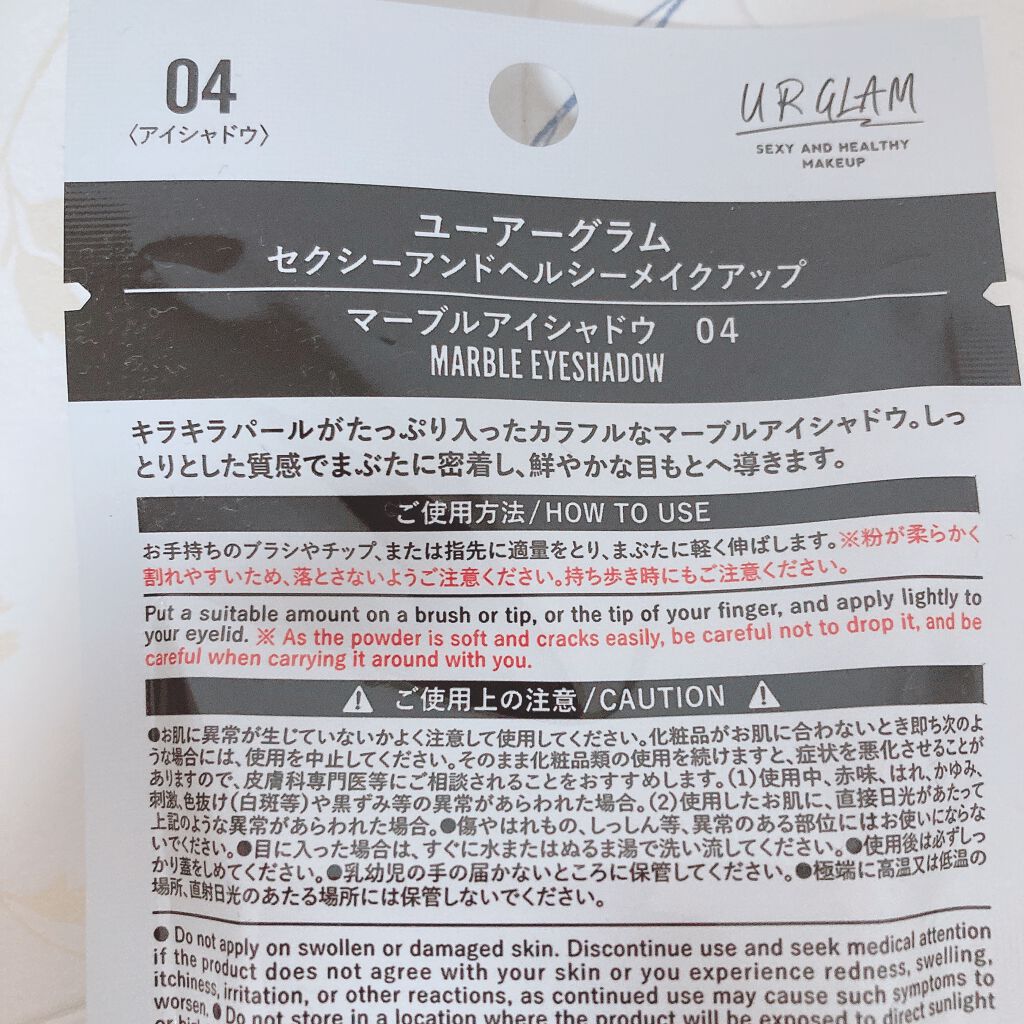 04
〈アイシャドウ〉
UR GLAM
SEXY AND HEALTHY
MAKEUP
ユーアーグラム
セクシーアンドヘルシーメイクアップ
マーブルアイシャドウ 04
MARBLE EYESHADOW
キラキラパールがたっぷり入ったカラフルなマーブルアイシャドウ。しっ
とりとした質感でまぶたに密着し、鮮やかな目もとへ導きます。
ご使用方法/HOW TO USE
お手持ちのブラシやチップ、または指先に適量をとり、まぶたに軽く伸ばします。※粉が柔らかく
割れやすいため、落とさないようご注意ください。持ち歩き時にもご注意ください。
Put a suitable amount on a brush or tip, or the tip of your finger, and apply lightly to
your eyelid. ※ As the powder is soft and cracks easily, be careful not to drop it, and be
careful when carrying it around with you.
⚠ ご使用上の注意/CAUTION ⚠
●お肌に異常が生じていないかよく注意して使用してください。化粧品がお肌に合わないとき即ち次のよ
うな場合には、使用を中止してください。そのまま化粧品類の使用を続けますと、症状を悪化させることが
ありますので、皮膚科専門医等にご相談されることをおすすめします。(1)使用中、赤味、はれ、かゆみ、
刺激、色抜け(白斑等)や黒ずみ等の異常があらわれた場合。(2)使用したお肌に、直接日光があたって
上記のような異常があらわれた場合。●傷やはれもの、しっしん等、異常のある部位にはお使いにならな
いでください。●目に入った場合は、すぐに水またはぬるま湯で洗い流してください。●使用後は必ずしっ
かり蓋をしめてください。●乳幼児の手の届かないところに保管してください。●極端に高温又は低温の
場所、直射日光のあたる場所には保管しないでください。
● Do not apply on swollen or damaged skin. Discontinue use and seek medical attention
if the product does not agree with your skin or you experience redness, swelling,
itchiness, irritation, or other reactions, as continued use may cause such symptoms to
worsen. ● Do not store in a location where the product will be exposed to direct sunlight